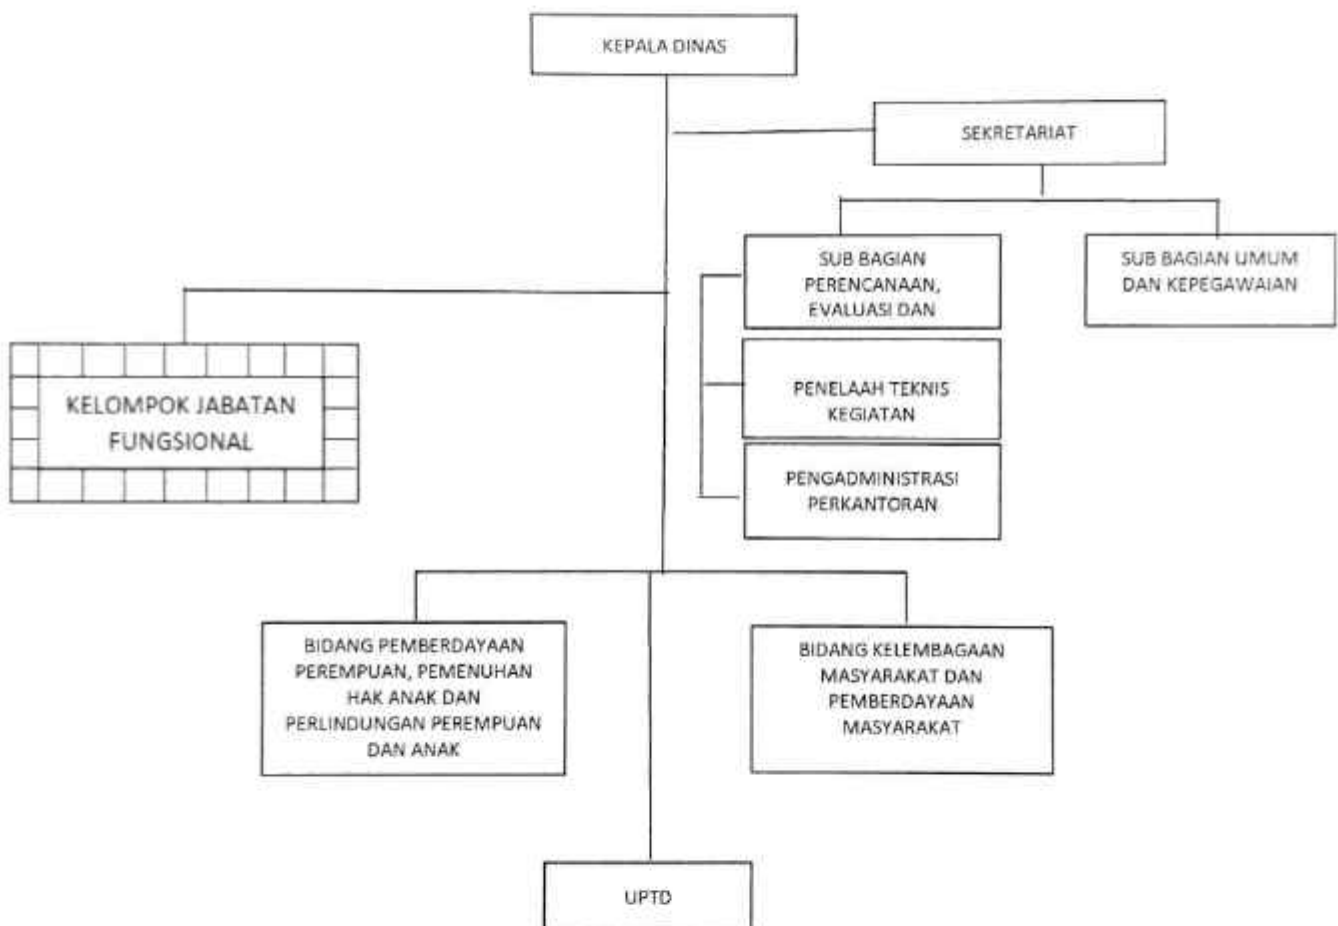 KEPALA DINAS
SEKRETARIAT
SUB BAGIAN
PERENCANAAN,
EVALUASI DAN
SUB BAGIAN UMUM
DAN KEPEGAWAIAN
KELOMPOK JABATAN
FUNGSIONAL
PENELAAH TEKNIS
KEGIATAN
PENGADMINISTRASI
PERKANTORAN
BIDANG PEMBERDAYAAN
PEREMPUAN, PEMENUHAN
HAK ANAK DAN
PERLINDUNGAN PEREMPUAN
DAN ANAK
BIDANG KELEMBAGAAN
MASYARAKAT DAN
PEMBERDAYAAN
MASYARAKAT
UPTD